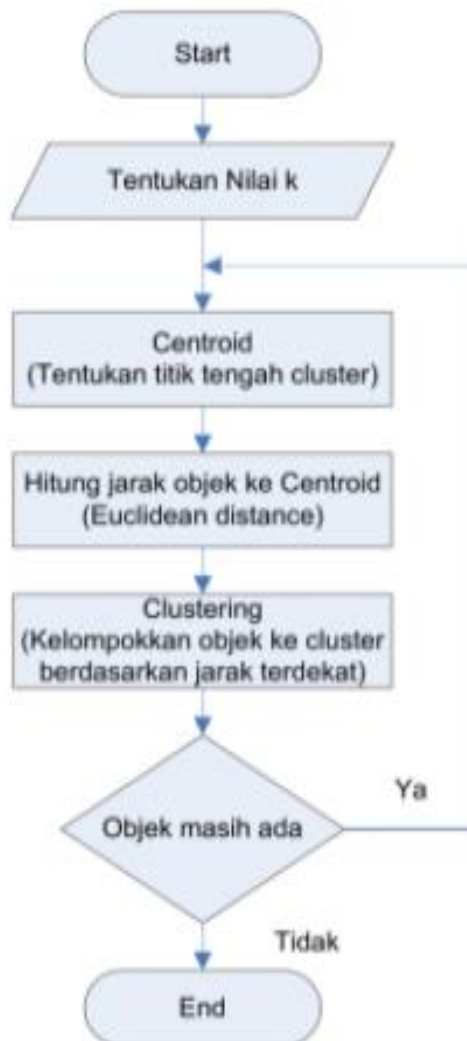 Start
Tentukan Nilai k
Centroid
(Tentukan titik tengah cluster)
Hitung jarak objek ke Centroid
(Euclidean distance)
Clustering
(Kelompokkan objek ke cluster
berdasarkan jarak terdekat)
Objek masih ada
Ya
Tidak
End